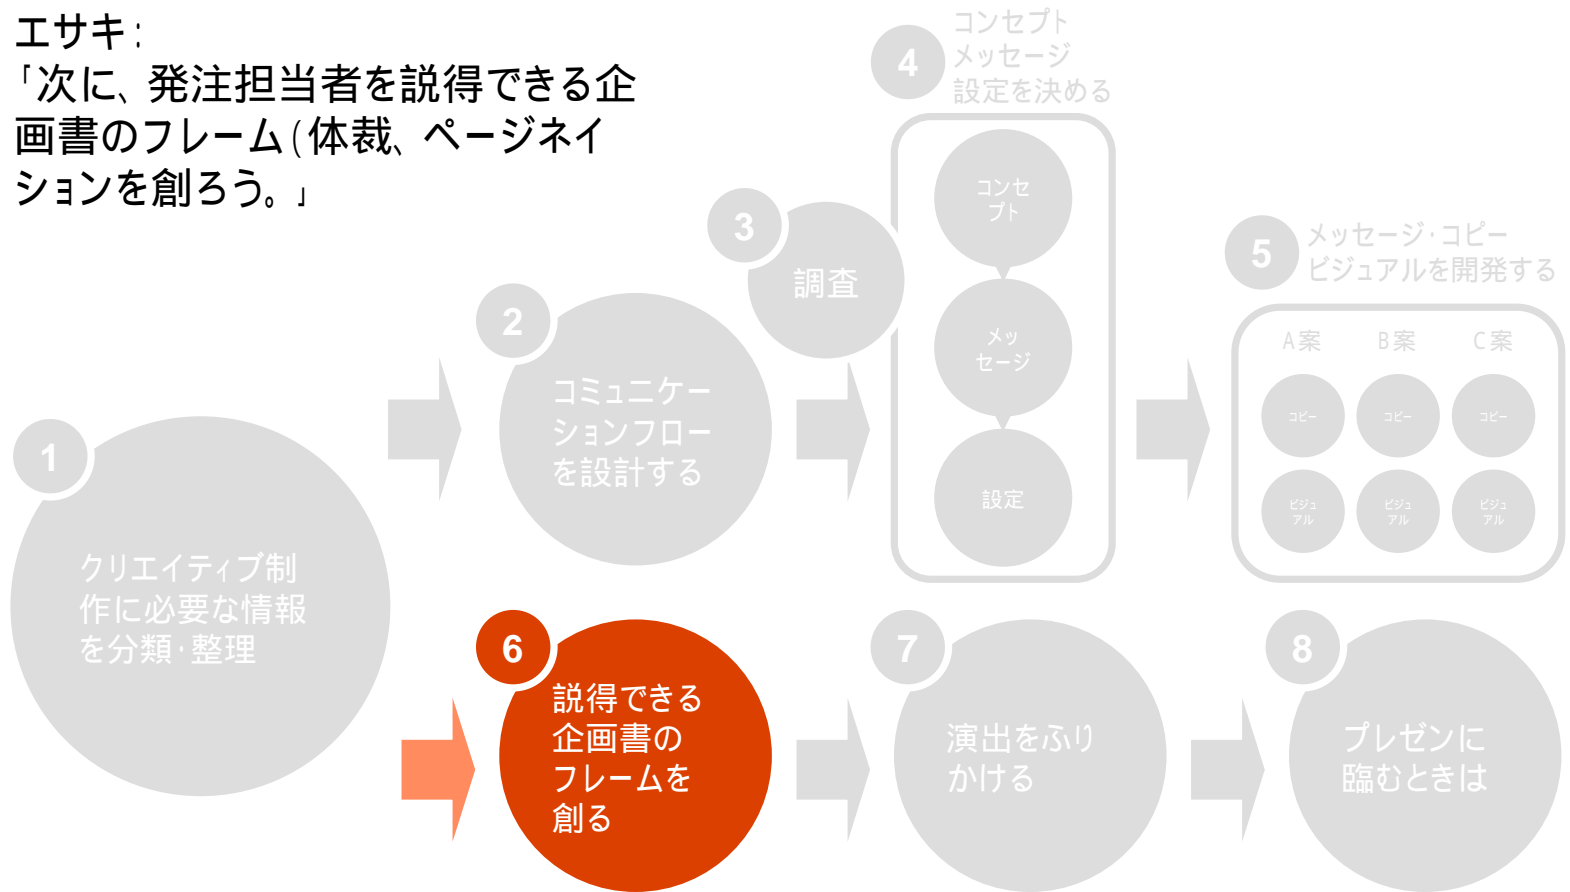 エサキ：
「次に、発注担当者を説得できる企
画書のフレーム(体裁、ページネイ
ションを創ろう。」
1
クリエイティブ制
作に必要な情報
を分類・整理
2
コミュニケー
ションフロー
を設計する
3
調査
4
コンセプト
メッセージ
設定を決める
コンセ
プト
メッ
セージ
設定
5
メッセージ・コピー
ビジュアルを開発する
A案 B案 C案
コピー コピー コピー
ビジュ
アル
ビジュ
アル
ビジュ
アル
6
説得できる
企画書の
フレームを
創る
7
演出をふり
かける
8
プレゼンに
臨むときは